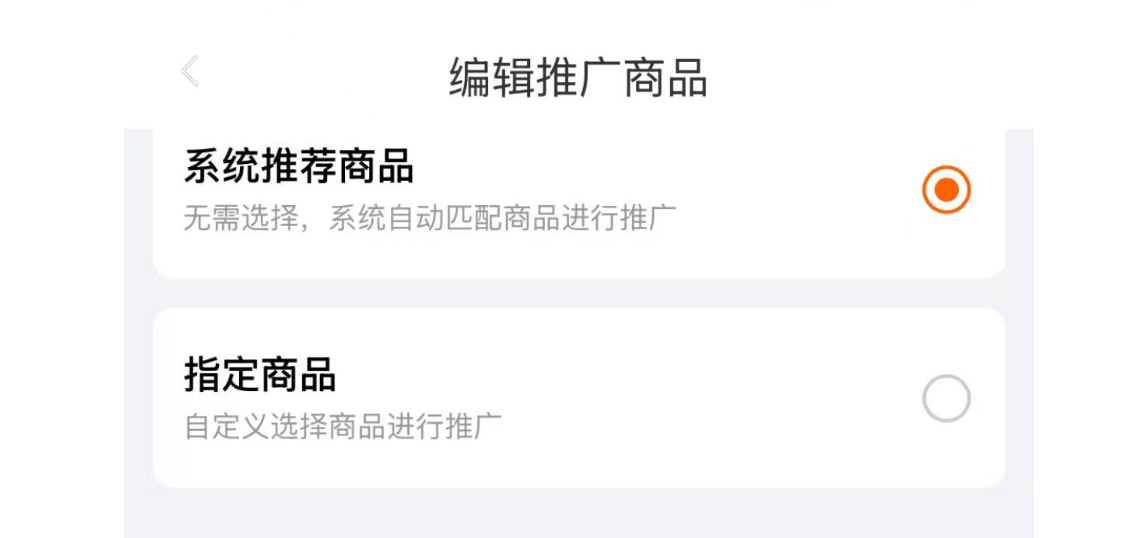 编辑推广商品
系统推荐商品
无需选择，系统自动匹配商品进行推广
指定商品
自定义选择商品进行推广